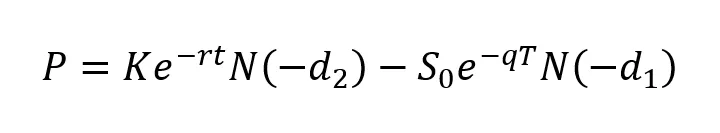 P = Ke^{-rt}N(-d_2) - S_0e^{-qT}N(-d_1)